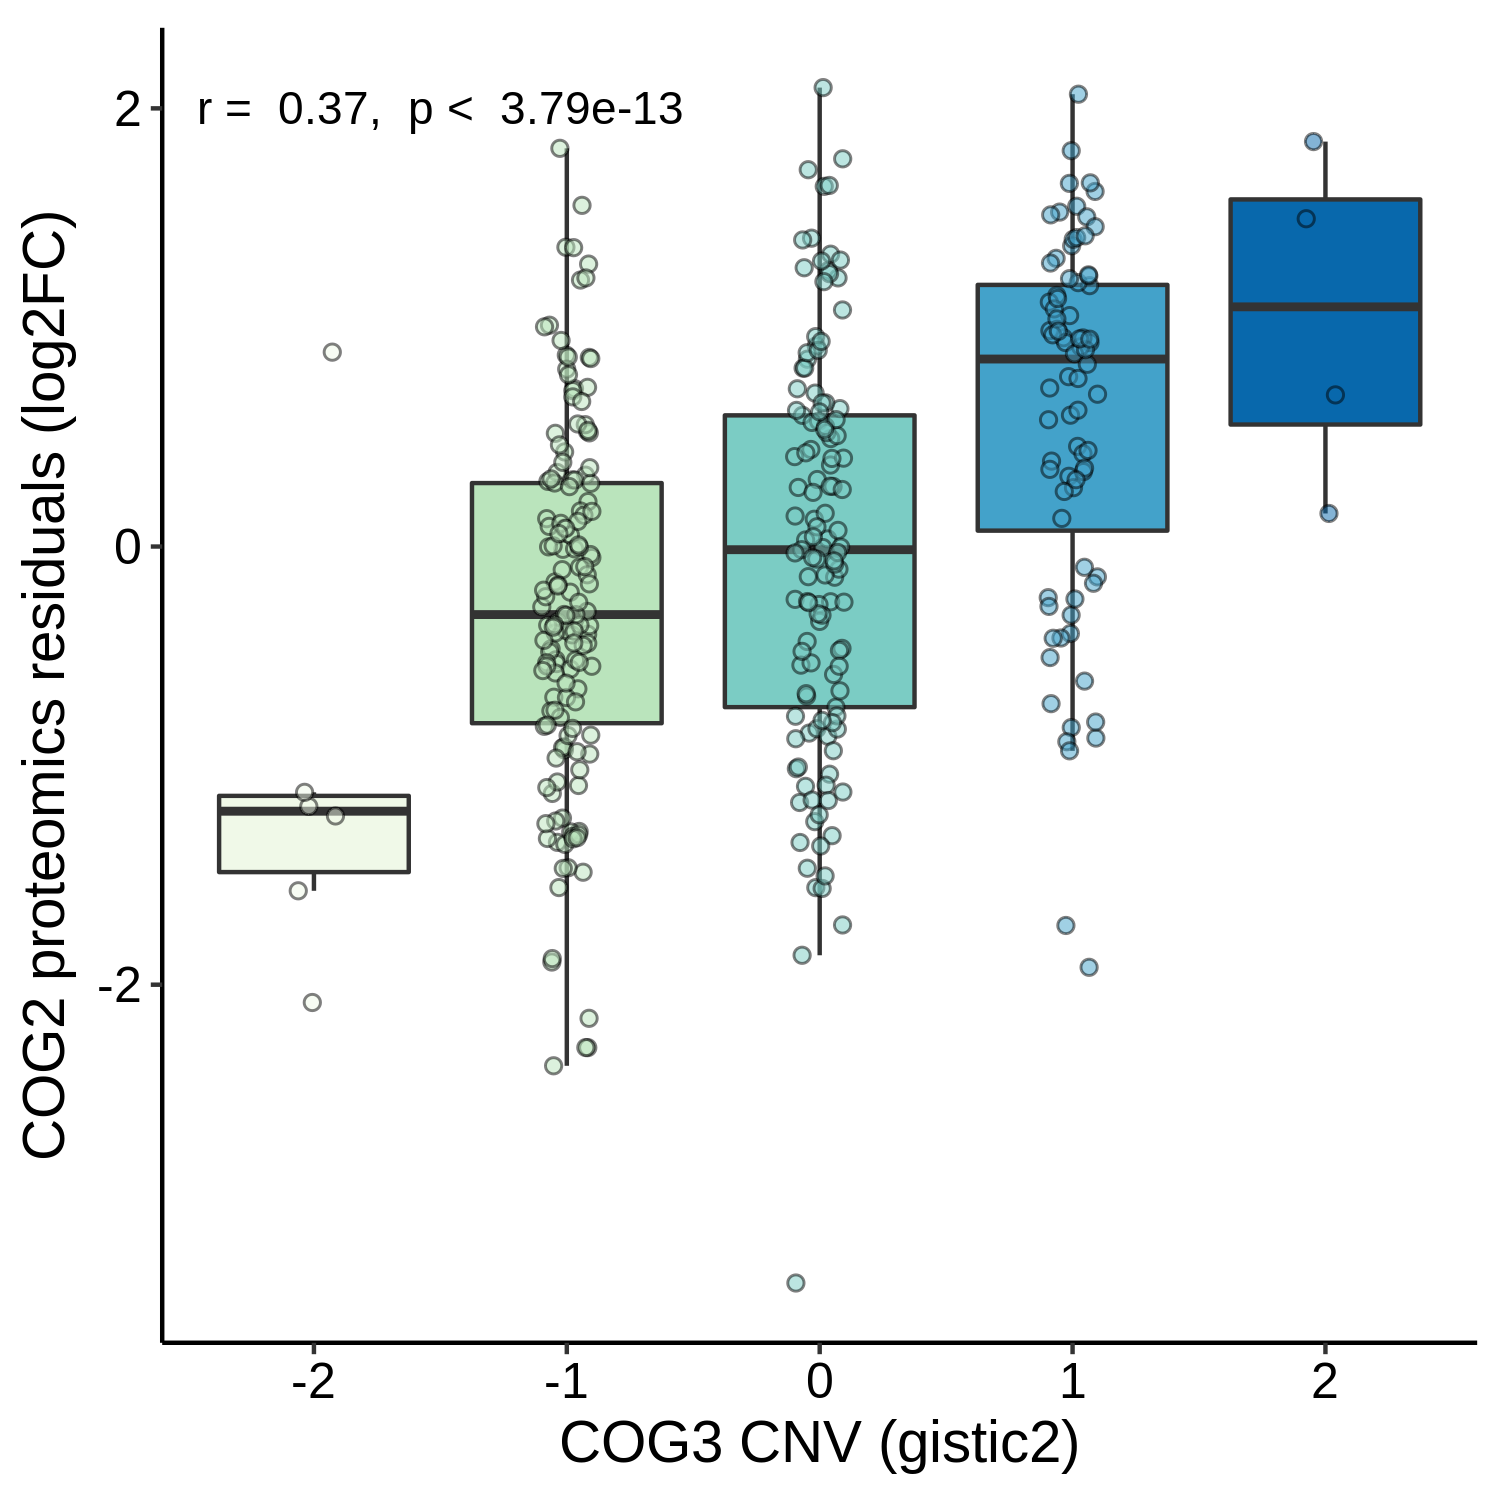 r = 0.37, p < 3.79e-13
COG2 proteomics residuals (log2FC)
2
0
-2
-2 -1 0 1 2
COG3 CNV (gistic2)